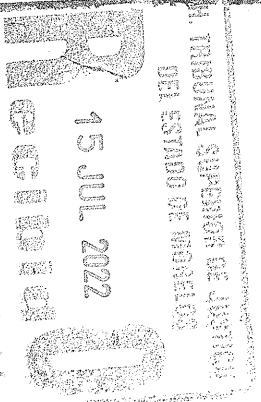 H. TRIBUNAL SUPERIOR DE JUSTICIA
DEL ESTADO DE MORELOS
15 JUL 2022
Recibido